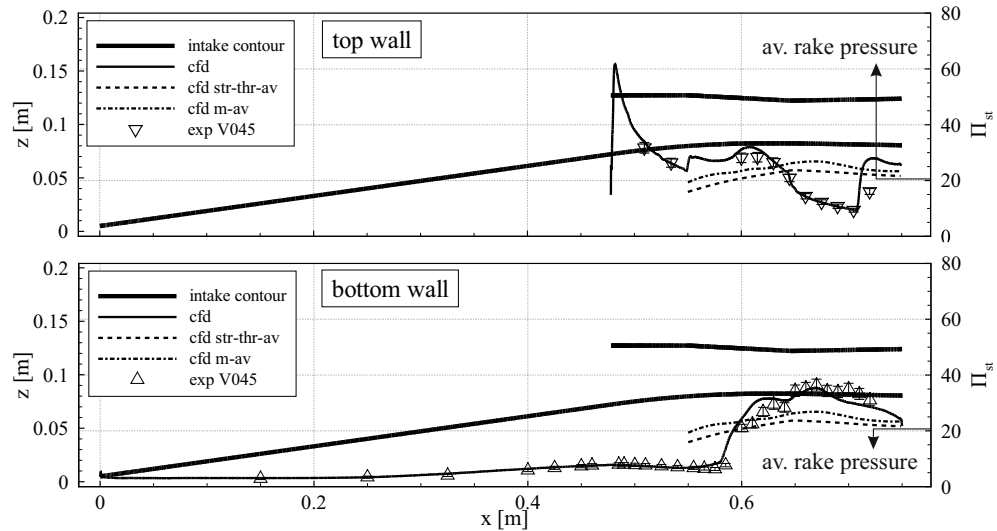 0.2
0.15
0.1
0.05
0
z [m]
intake contour
cfd
cfd str-thr-av
cfd m-av
exp V045
top wall
av. rake pressure
80
60
40
20
0
Π st
0.2
0.15
0.1
0.05
0
z [m]
intake contour
cfd
cfd str-thr-av
cfd m-av
exp V045
bottom wall
av. rake pressure
80
60
40
20
0
Π st
0 0.2 0.4 0.6
x [m]